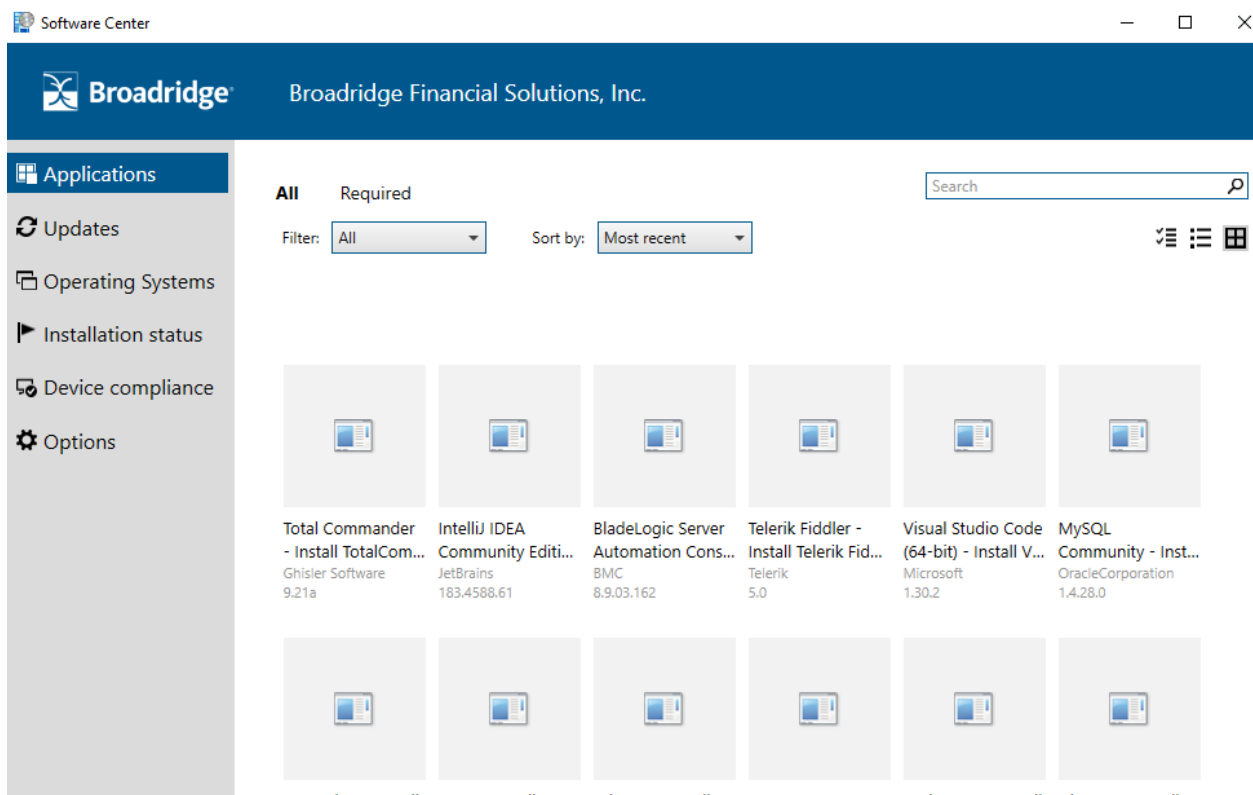 Software Center
Broadridge
Broadridge Financial Solutions, Inc.
Applications
Updates
Operating Systems
Installation status
Device compliance
Options
All Required
Search
Filter: All Sort by: Most recent
Total Commander
- Install TotalCom...
Ghisler Software
9.21a
IntelliJ IDEA
Community Editi...
JetBrains
183.4588.61
BladeLogic Server
Automation Cons...
BMC
8.9.03.162
Telerik Fiddler -
Install Telerik Fid...
Telerik
5.0
Visual Studio Code
(64-bit) - Install V...
Microsoft
1.30.2
MySQL
Community - Inst...
OracleCorporation
1.4.28.0